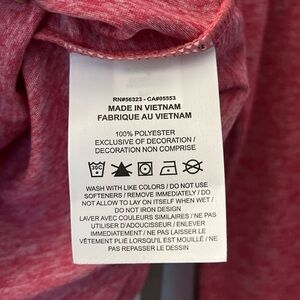 RN#56323 - CA#05553
MADE IN VIETNAM
FABRIQUE AU VIETNAM
100% POLYESTER
EXCLUSIVE OF DECORATION /
DECORATION NON COMPRISE
WASH WITH LIKE COLORS / DO NOT USE
SOFTENERS / REMOVE IMMEDIATELY / DO
NOT ALLOW TO LAY ON ITSELF WHEN WET /
DO NOT IRON DESIGN
LAVER AVEC COULEURS SIMILAIRES / NE PAS
UTILISER D'ADOUCISSEUR / ENLEVER
IMMEDIATEMENT / NE PAS LAISSER LE
VÊTEMENT PLIÉ LORSQU'IL EST MOUILLÉ / NE
PAS REPASSER LE DESSIN